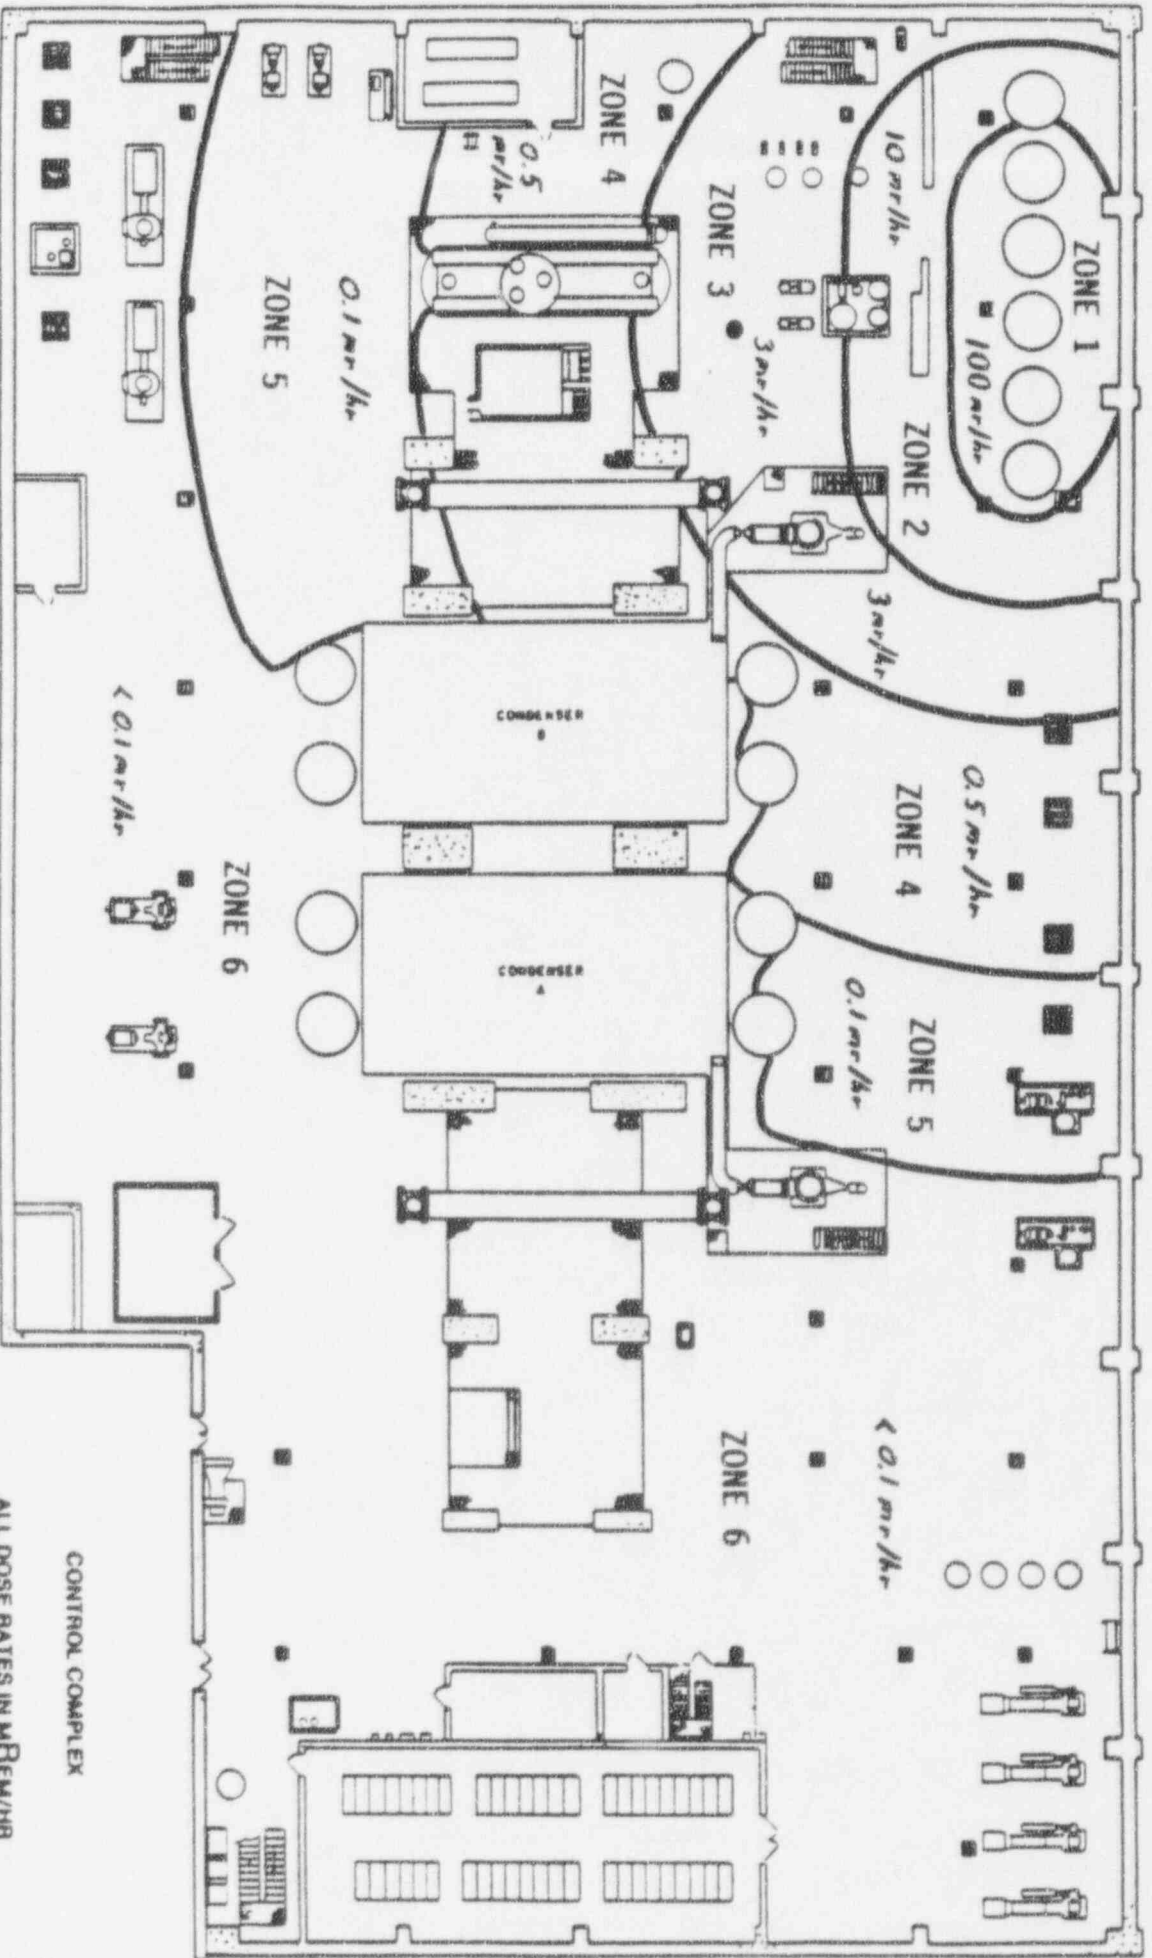 ZONE 1
100 mr/hr
10 mr/hr
ZONE 2
3 mr/hr
0.5 mr/hr
ZONE 4
ZONE 5
0.1 mr/hr
< 0.1 mr/hr
ZONE 6
3 mr/hr
ZONE 3
ZONE 4
0.5
mr/hr
CONDENSER
B
CONDENSER
A
0.1 mr/hr
ZONE 5
ZONE 6
< 0.1 mr/hr
CONTROL COMPLEX
ALL DOSE RATES IN MREM/HR